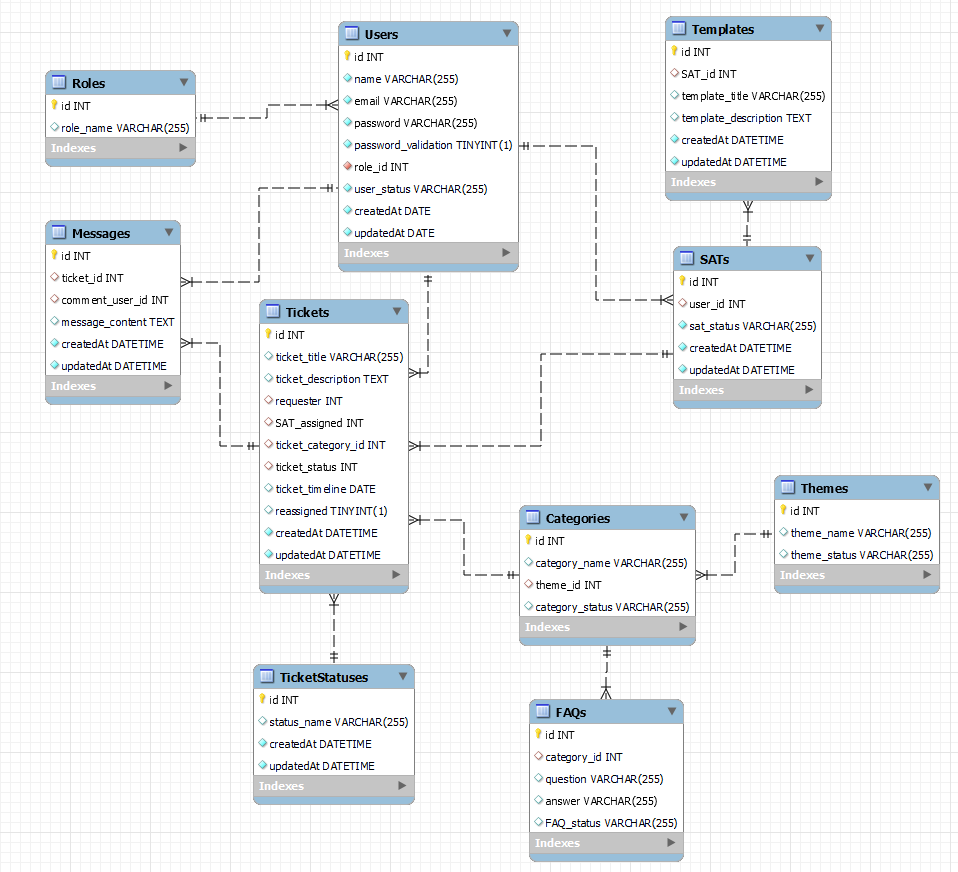 Roles
id INT
role_name VARCHAR(255)
Indexes
Users
id INT
name VARCHAR(255)
email VARCHAR(255)
password VARCHAR(255)
password_validation TINYINT(1)
role_id INT
user_status VARCHAR(255)
createdAt DATE
updatedAt DATE
Indexes
Templates
id INT
SAT_id INT
template_title VARCHAR(255)
template_description TEXT
createdAt DATETIME
updatedAt DATETIME
Indexes
Messages
id INT
ticket_id INT
comment_user_id INT
message_content TEXT
createdAt DATETIME
updatedAt DATETIME
Indexes
Tickets
id INT
ticket_title VARCHAR(255)
ticket_description TEXT
requester INT
SAT_assigned INT
ticket_category_id INT
ticket_status INT
ticket_timeline DATE
reassigned TINYINT(1)
createdAt DATETIME
updatedAt DATETIME
Indexes
SATs
id INT
user_id INT
sat_status VARCHAR(255)
createdAt DATETIME
updatedAt DATETIME
Indexes
Categories
id INT
category_name VARCHAR(255)
theme_id INT
category_status VARCHAR(255)
Indexes
Themes
id INT
theme_name VARCHAR(255)
theme_status VARCHAR(255)
Indexes
TicketStatuses
id INT
status_name VARCHAR(255)
createdAt DATETIME
updatedAt DATETIME
Indexes
FAQs
id INT
category_id INT
question VARCHAR(255)
answer VARCHAR(255)
FAQ_status VARCHAR(255)
Indexes